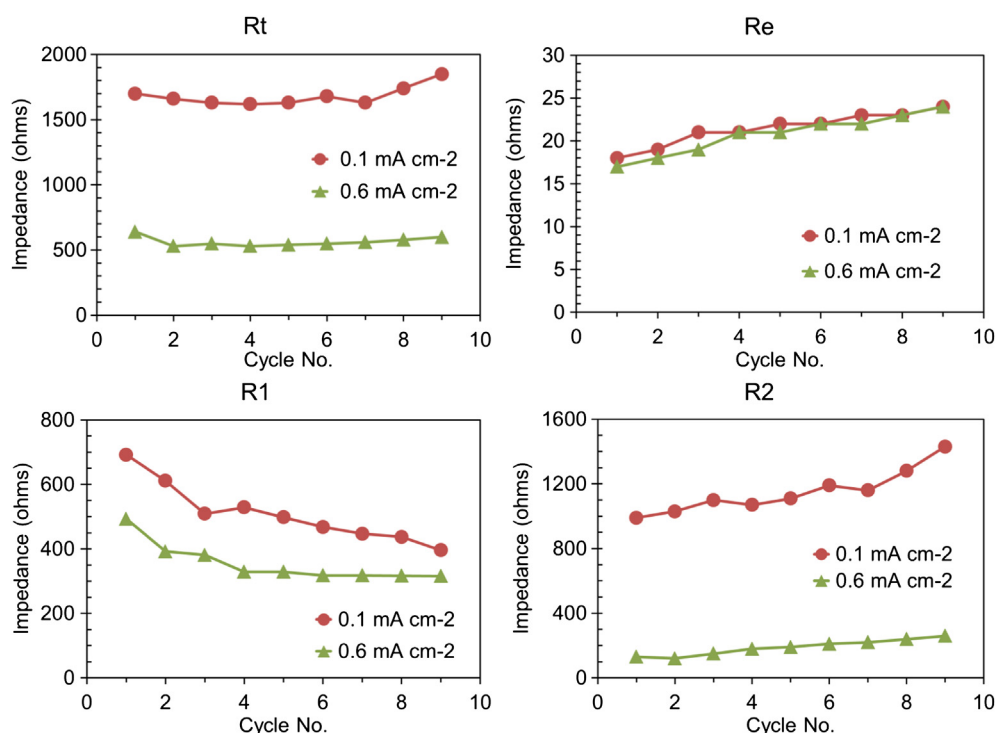 Rt
Impedance (ohms)
2000
1500
1000
500
0
0.1 mA cm-2
0.6 mA cm-2
0 2 4 6 8 10
Cycle No.
Re
Impedance (ohms)
30
25
20
15
10
5
0
0.1 mA cm-2
0.6 mA cm-2
0 2 4 6 8 10
Cycle No.
R1
Impedance (ohms)
800
600
400
200
0
0.1 mA cm-2
0.6 mA cm-2
0 2 4 6 8 10
Cycle No.
R2
Impedance (ohms)
1600
1200
800
400
0
0.1 mA cm-2
0.6 mA cm-2
0 2 4 6 8 10
Cycle No.